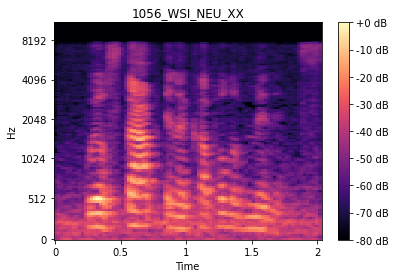 1056_WSI_NEU_XX
+0 dB
8192
-10 dB
4096
-20 dB
-30 dB
2048
Hz
-40 dB
1024
-50 dB
512
-60 dB
-70 dB
0
-80 dB
0
0.5
1
1.5
2
Time